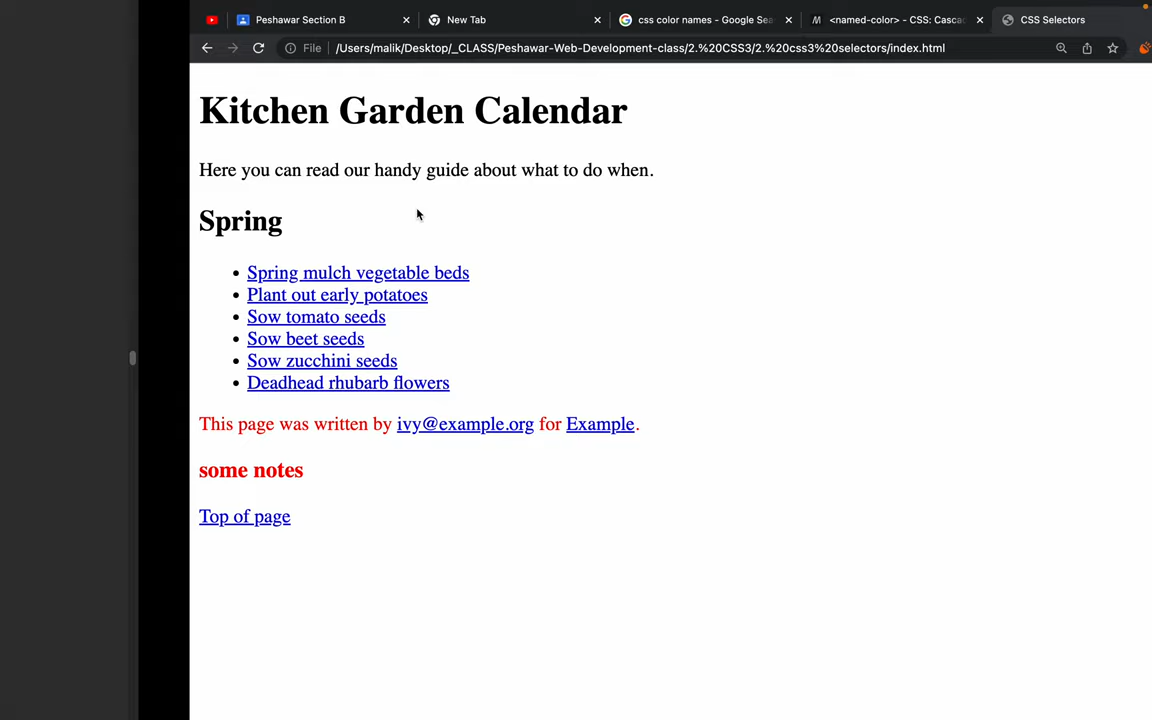 Peshawar Section B
New Tab
css color names - Google Sea
<named-color> - CSS: Casca
CSS Selectors
File
/Users/malik/Desktop/_CLASS/Peshawar-Web-Development-class/2.%20CSS3/2.%20css3%20selectors/index.html
Kitchen Garden Calendar
Here you can read our handy guide about what to do when.
Spring
Spring mulch vegetable beds
Plant out early potatoes
Sow tomato seeds
Sow beet seeds
Sow zucchini seeds
Deadhead rhubarb flowers
This page was written by ivy@example.org for Example.
some notes
Top of page